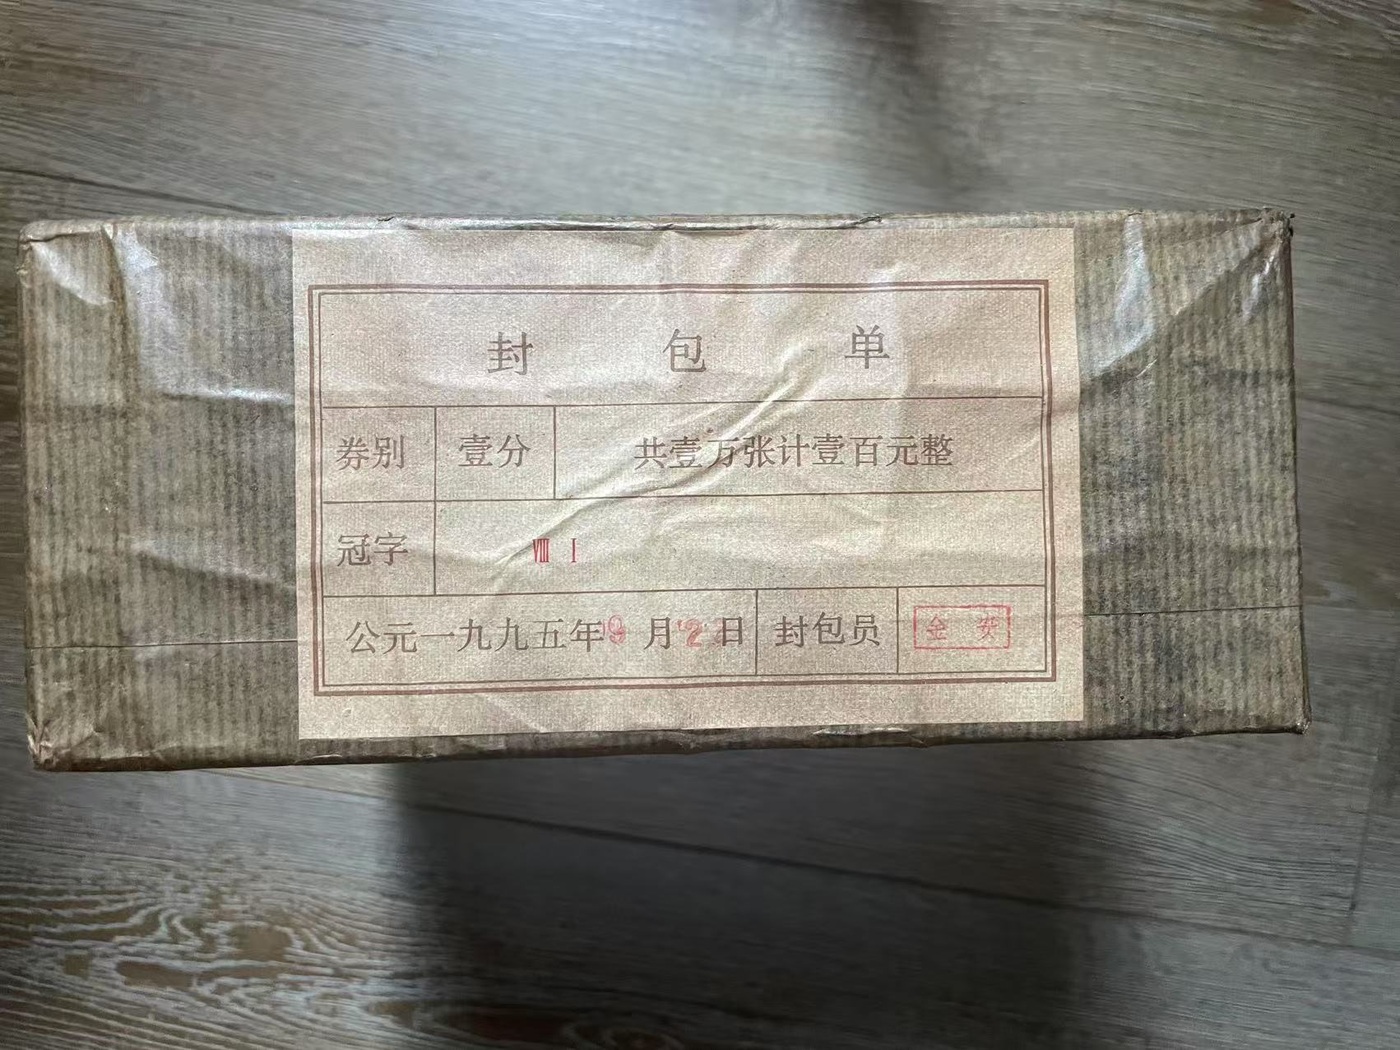 封包单
券别 壹分 共壹万张计壹百元整
冠字 Ⅷ Ⅰ
公元一九九五年9月2日 封包员